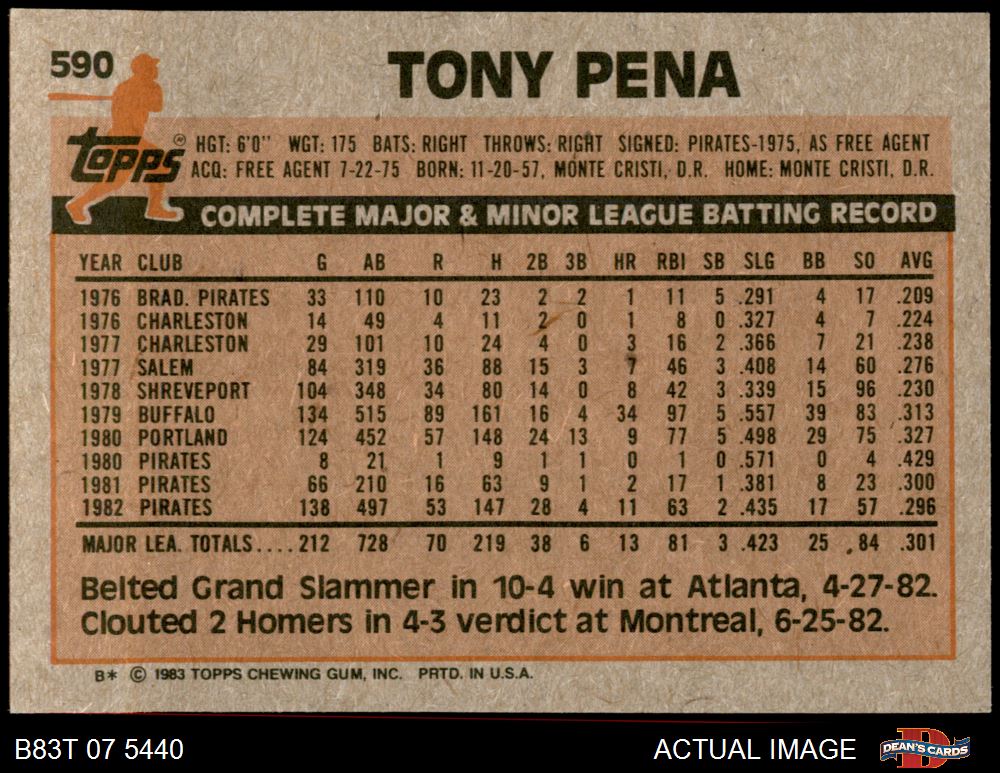 590
TONY PENA
Topps ®
HGT: 6'0" WGT: 175 BATS: RIGHT THROWS: RIGHT SIGNED: PIRATES-1975, AS FREE AGENT
ACQ: FREE AGENT 7-22-75 BORN: 11-20-57, MONTE CRISTI, D.R. HOME: MONTE CRISTI, D.R.
COMPLETE MAJOR & MINOR LEAGUE BATTING RECORD
YEAR CLUB G AB R H 2B 3B HR RBI SB SLG BB SO AVG
1976 BRAD. PIRATES 33 110 10 23 2 2 1 11 5 .291 4 17 .209
1976 CHARLESTON 14 49 4 11 2 0 1 8 0 .327 4 7 .224
1977 CHARLESTON 29 101 10 24 4 0 3 16 2 .366 7 21 .238
1977 SALEM 84 319 36 88 15 3 7 46 3 .408 14 60 .276
1978 SHREVEPORT 104 348 34 80 14 0 8 42 3 .339 15 96 .230
1979 BUFFALO 134 515 89 161 16 4 34 97 5 .557 39 83 .313
1980 PORTLAND 124 452 57 148 24 13 9 77 5 .498 29 75 .327
1980 PIRATES 8 21 1 9 1 1 0 1 0 .571 0 4 .429
1981 PIRATES 66 210 16 63 9 1 2 17 1 .381 8 23 .300
1982 PIRATES 138 497 53 147 28 4 11 63 2 .435 17 57 .296
MAJOR LEA. TOTALS....212 728 70 219 38 6 13 81 3 .423 25 84 .301
Belted Grand Slammer in 10-4 win at Atlanta, 4-27-82.
Clouted 2 Homers in 4-3 verdict at Montreal, 6-25-82.
B* © 1983 TOPPS CHEWING GUM, INC. PRTD. IN U.S.A.
B83T 07 5440
ACTUAL IMAGE
D
DEAN'S CARDS